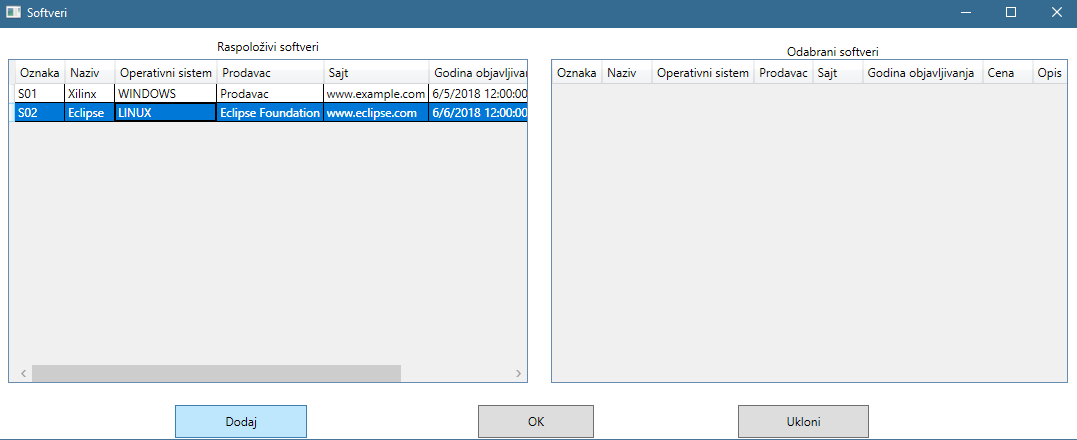 Softveri
Raspoloživi softveri
Oznaka Naziv Operativni sistem Prodavac Sajt Godina objavljivan
S01 Xilinx WINDOWS Prodavac www.example.com 6/5/2018 12:00:00
S02 Eclipse LINUX Eclipse Foundation www.eclipse.com 6/6/2018 12:00:00
Odabrani softveri
Oznaka Naziv Operativni sistem Prodavac Sajt Godina objavljivanja Cena Opis
Dodaj OK Ukloni